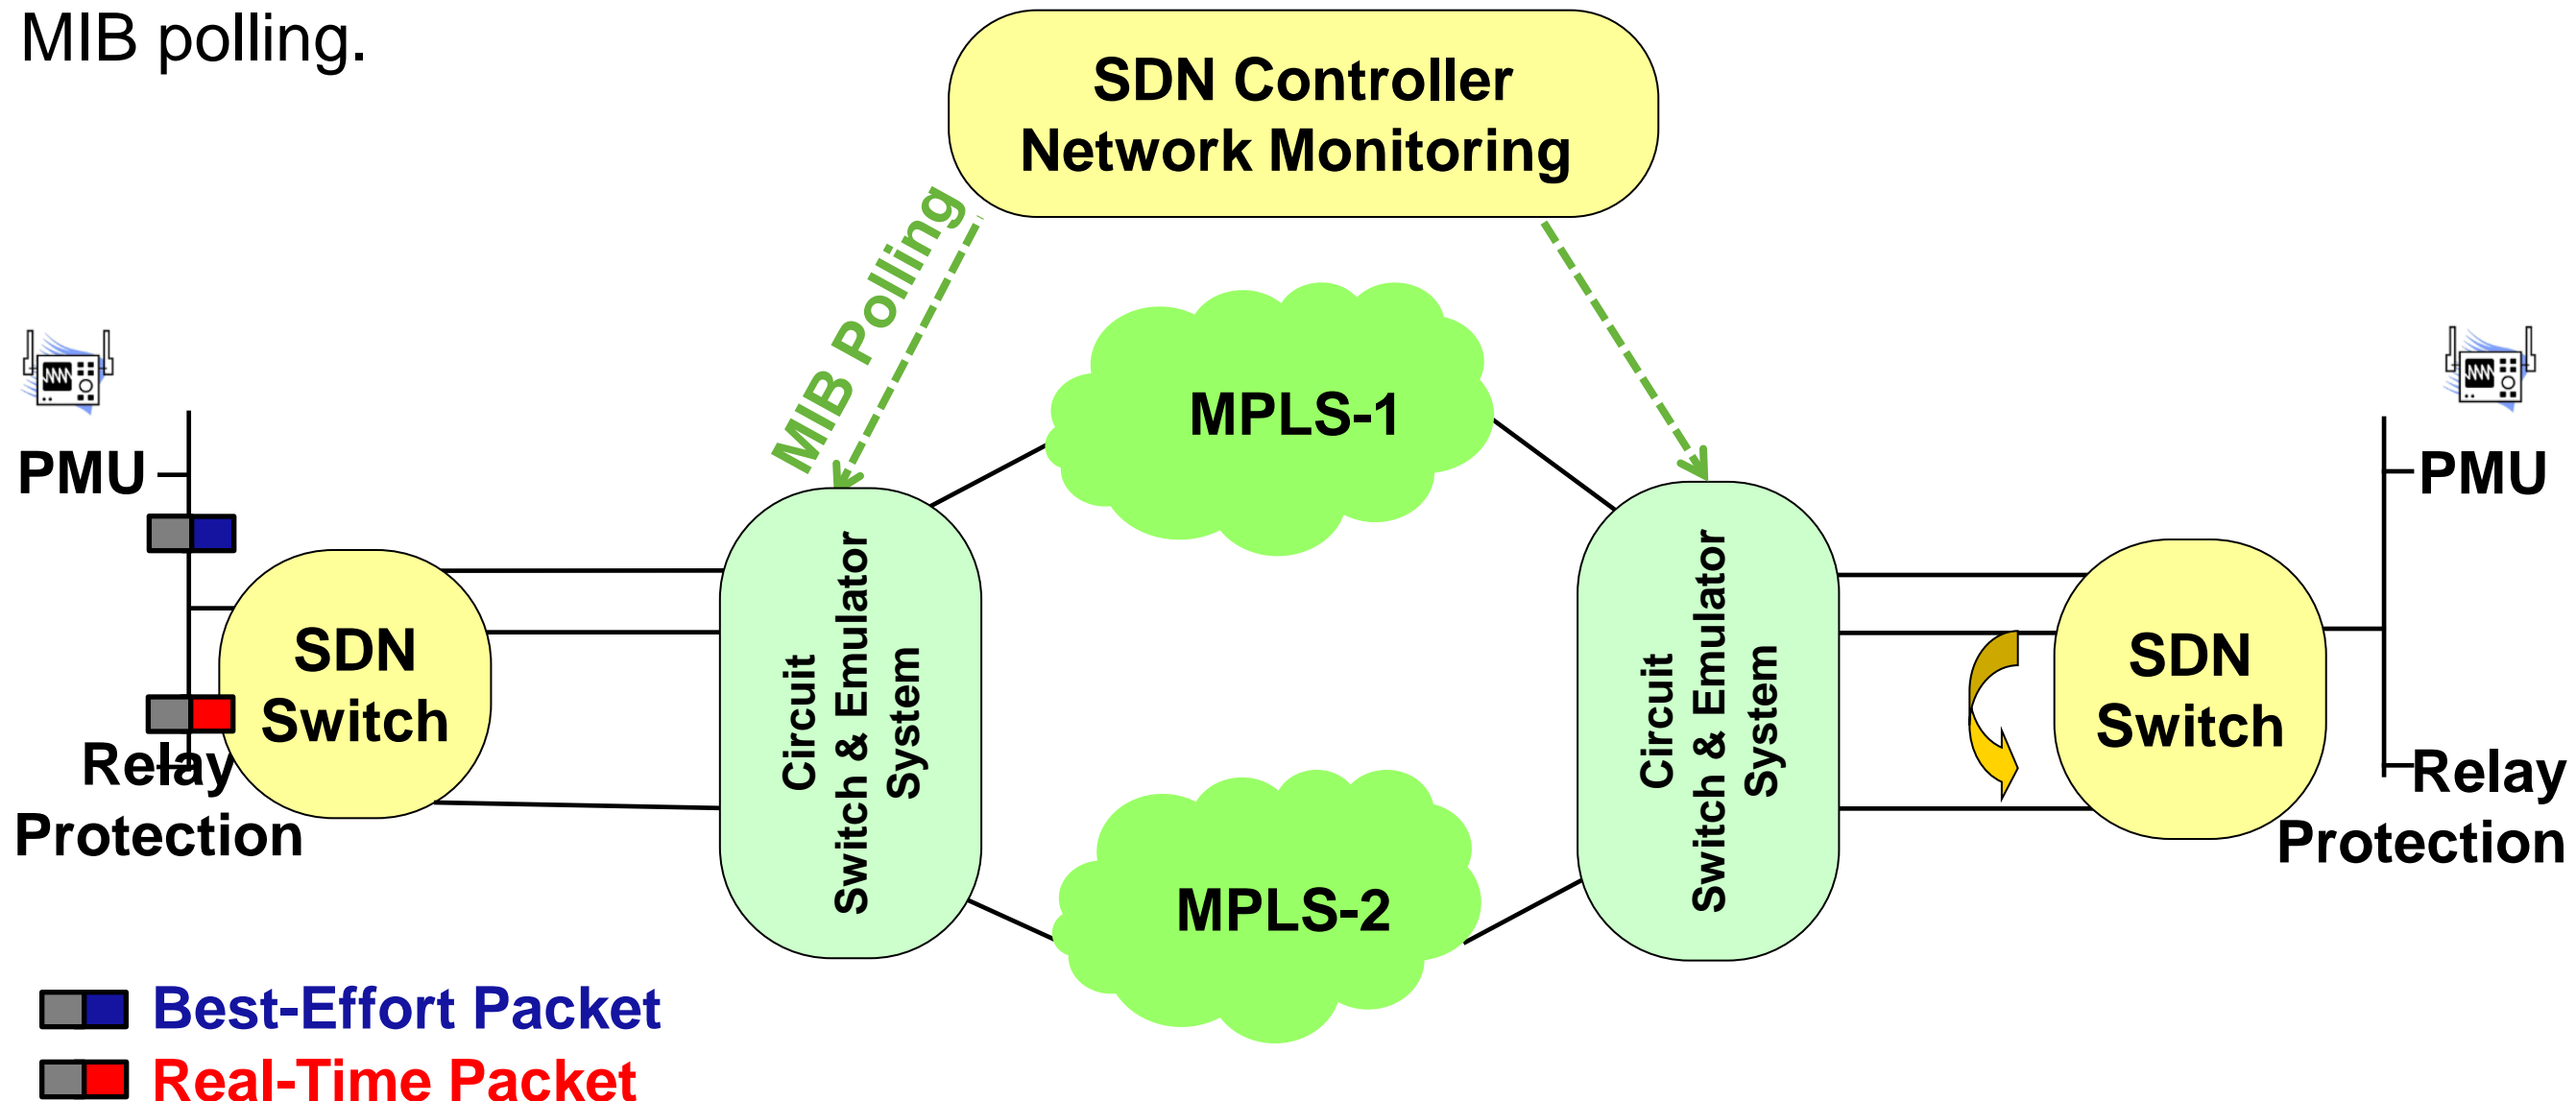 MIB polling.
SDN Controller
Network Monitoring
MIB Polling
MPLS-1
PMU
PMU
SDN
Switch
Circuit
Switch & Emulator
System
Circuit
Switch & Emulator
System
SDN
Switch
Relay
Protection
Relay
Protection
MPLS-2
Best-Effort Packet
Real-Time Packet